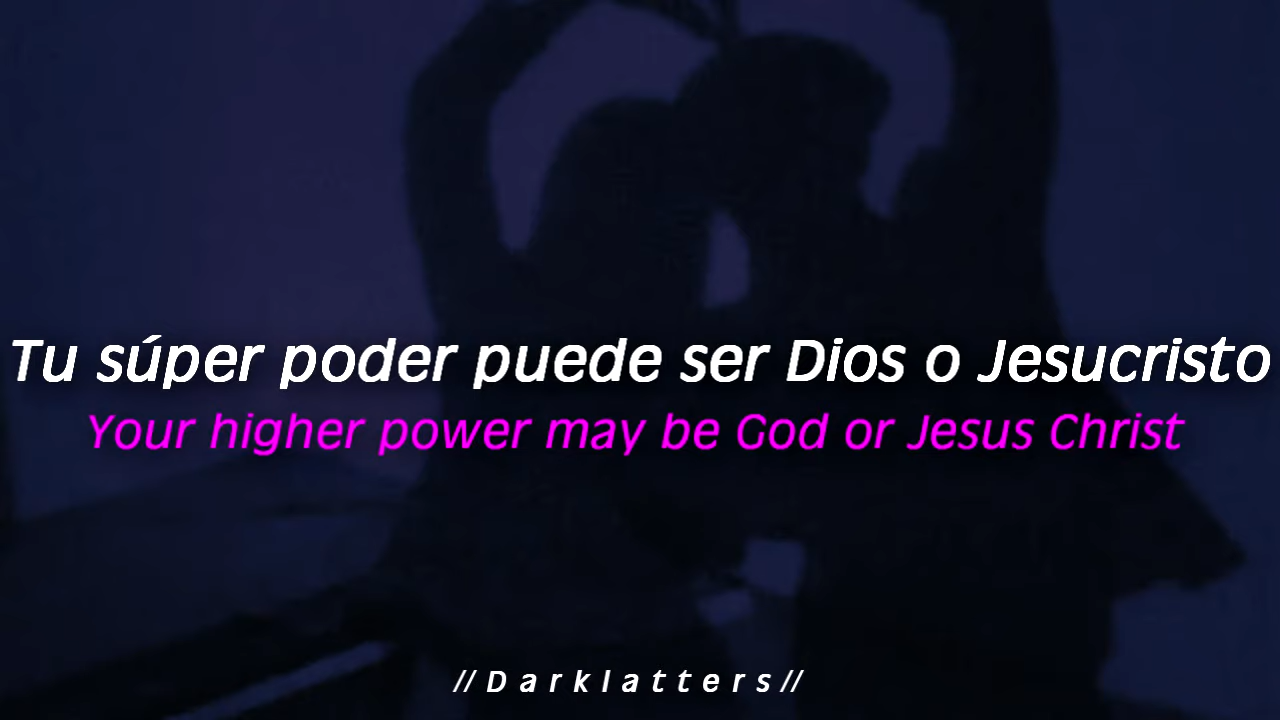 Tu súper poder puede ser Dios o Jesucristo
Your higher power may be God or Jesus Christ
//Darklatters//